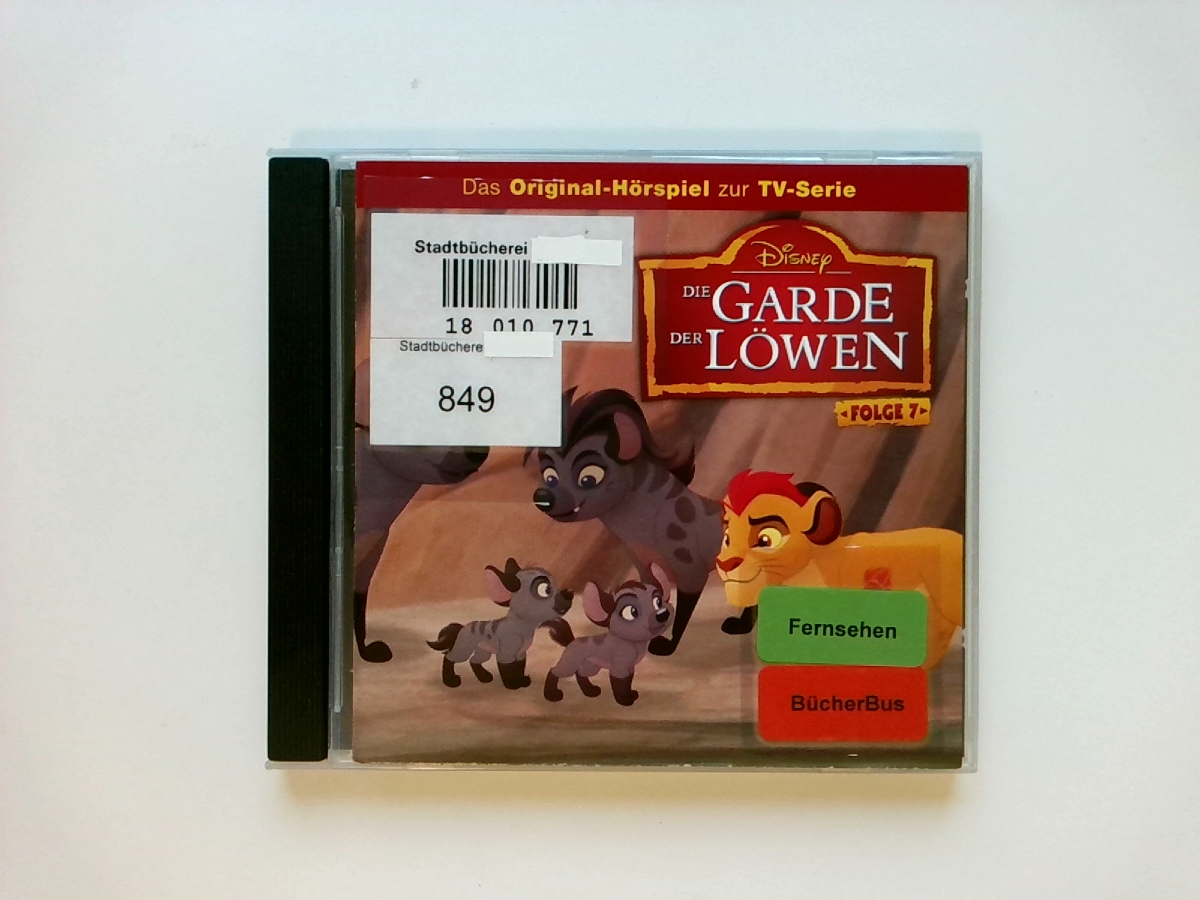 Das Original-Hörspiel zur TV-Serie
Stadtbücherei
18 010 771
Stadtbüchere
849
Disney
DIE GARDE
DER LÖWEN
FOLGE 7
Fernsehen
BücherBus